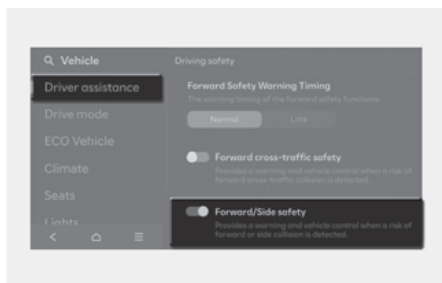 Vehicle
Driving safety
Driver assistance
Forward Safety Warning Timing
The warning timing of the forward safety functions
Normal
Late
Drive mode
ECO Vehicle
Forward cross-traffic safety
Provides a warning and vehicle control when a risk of
forward cross-traffic collision is detected.
Climate
Seats
Forward/Side safety
Provides a warning and vehicle control when a risk of
forward or side collision is detected.
Lights